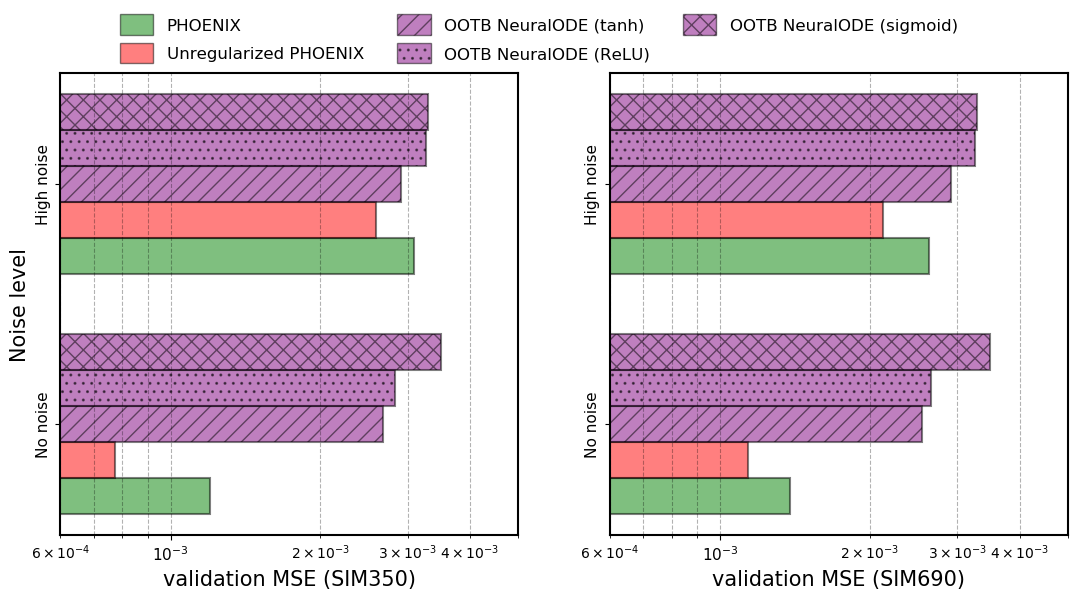 PHOENIX
Unregularized PHOENIX
OOTB NeuralODE (tanh)
OOTB NeuralODE (ReLU)
OOTB NeuralODE (sigmoid)
Noise level
High noise
No noise
6 × 10⁻⁴ 10⁻³ 2 × 10⁻³ 3 × 10⁻³ 4 × 10⁻³
validation MSE (SIM350)
High noise
No noise
6 × 10⁻⁴ 10⁻³ 2 × 10⁻³ 3 × 10⁻³ 4 × 10⁻³
validation MSE (SIM690)